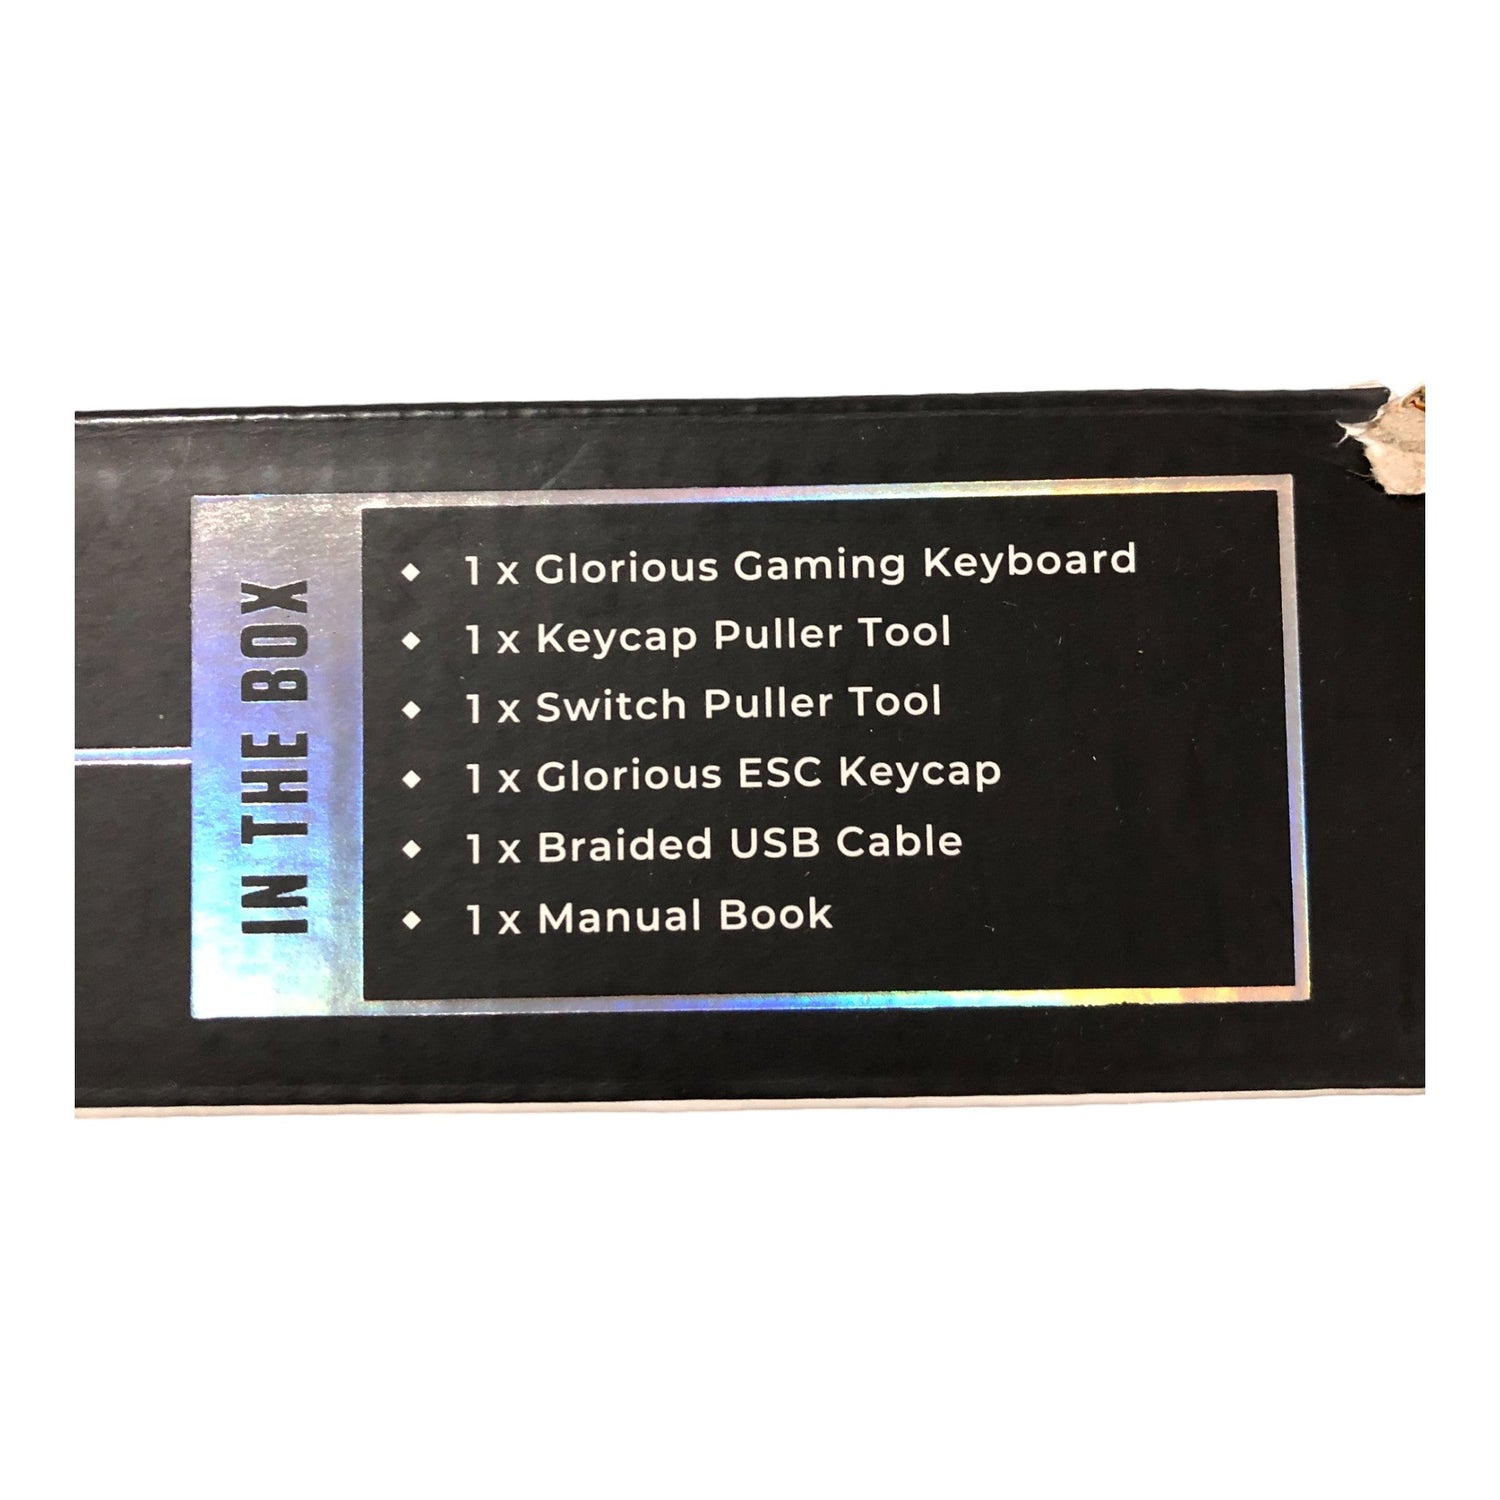 IN THE BOX
◆ 1 x Glorious Gaming Keyboard
◆ 1 x Keycap Puller Tool
◆ 1 x Switch Puller Tool
◆ 1 x Glorious ESC Keycap
◆ 1 x Braided USB Cable
◆ 1 x Manual Book